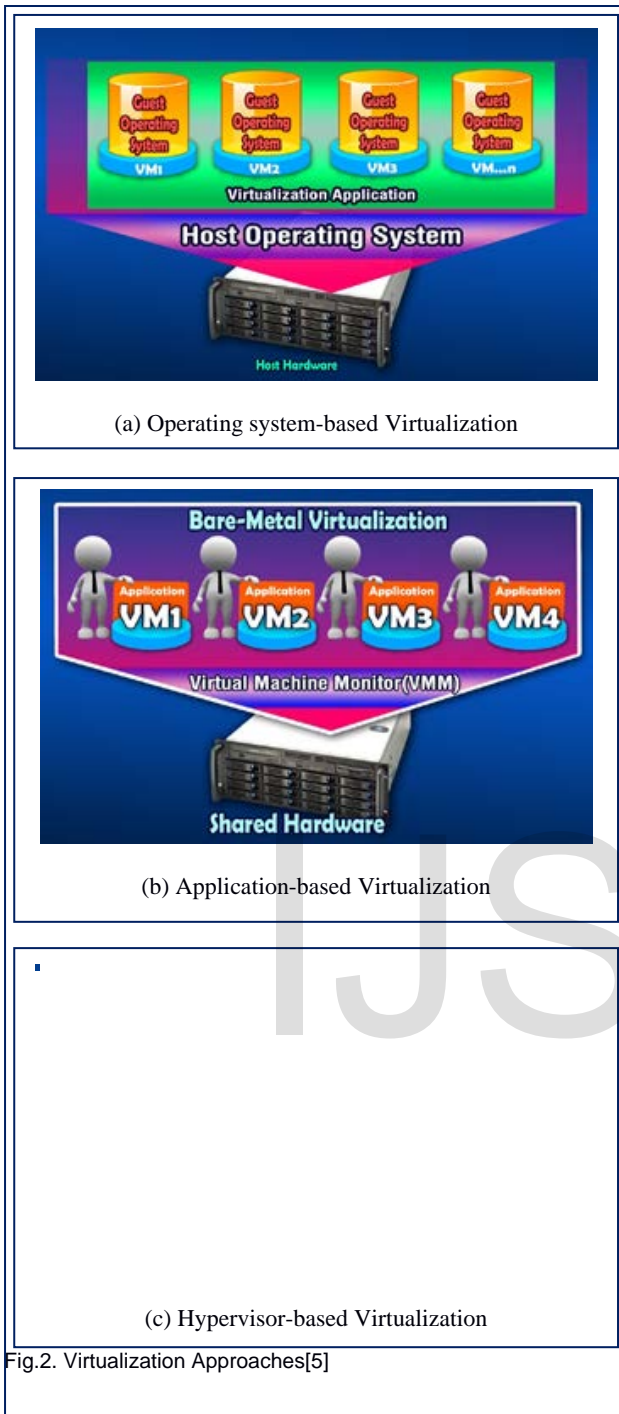 Guest Guest Guest Guest
Operating Operating Operating Operating
System System System System
VM1 VM2 VM3 VM...n
Virtualization Application
Host Operating System
Host Hardware
(a) Operating system-based Virtualization
Bare-Metal Virtualization
Application Application Application Application
VM1 VM2 VM3 VM4
Virtual Machine Monitor(VMM)
Shared Hardware
(b) Application-based Virtualization
IJS
(c) Hypervisor-based Virtualization
Fig.2. Virtualization Approaches[5]